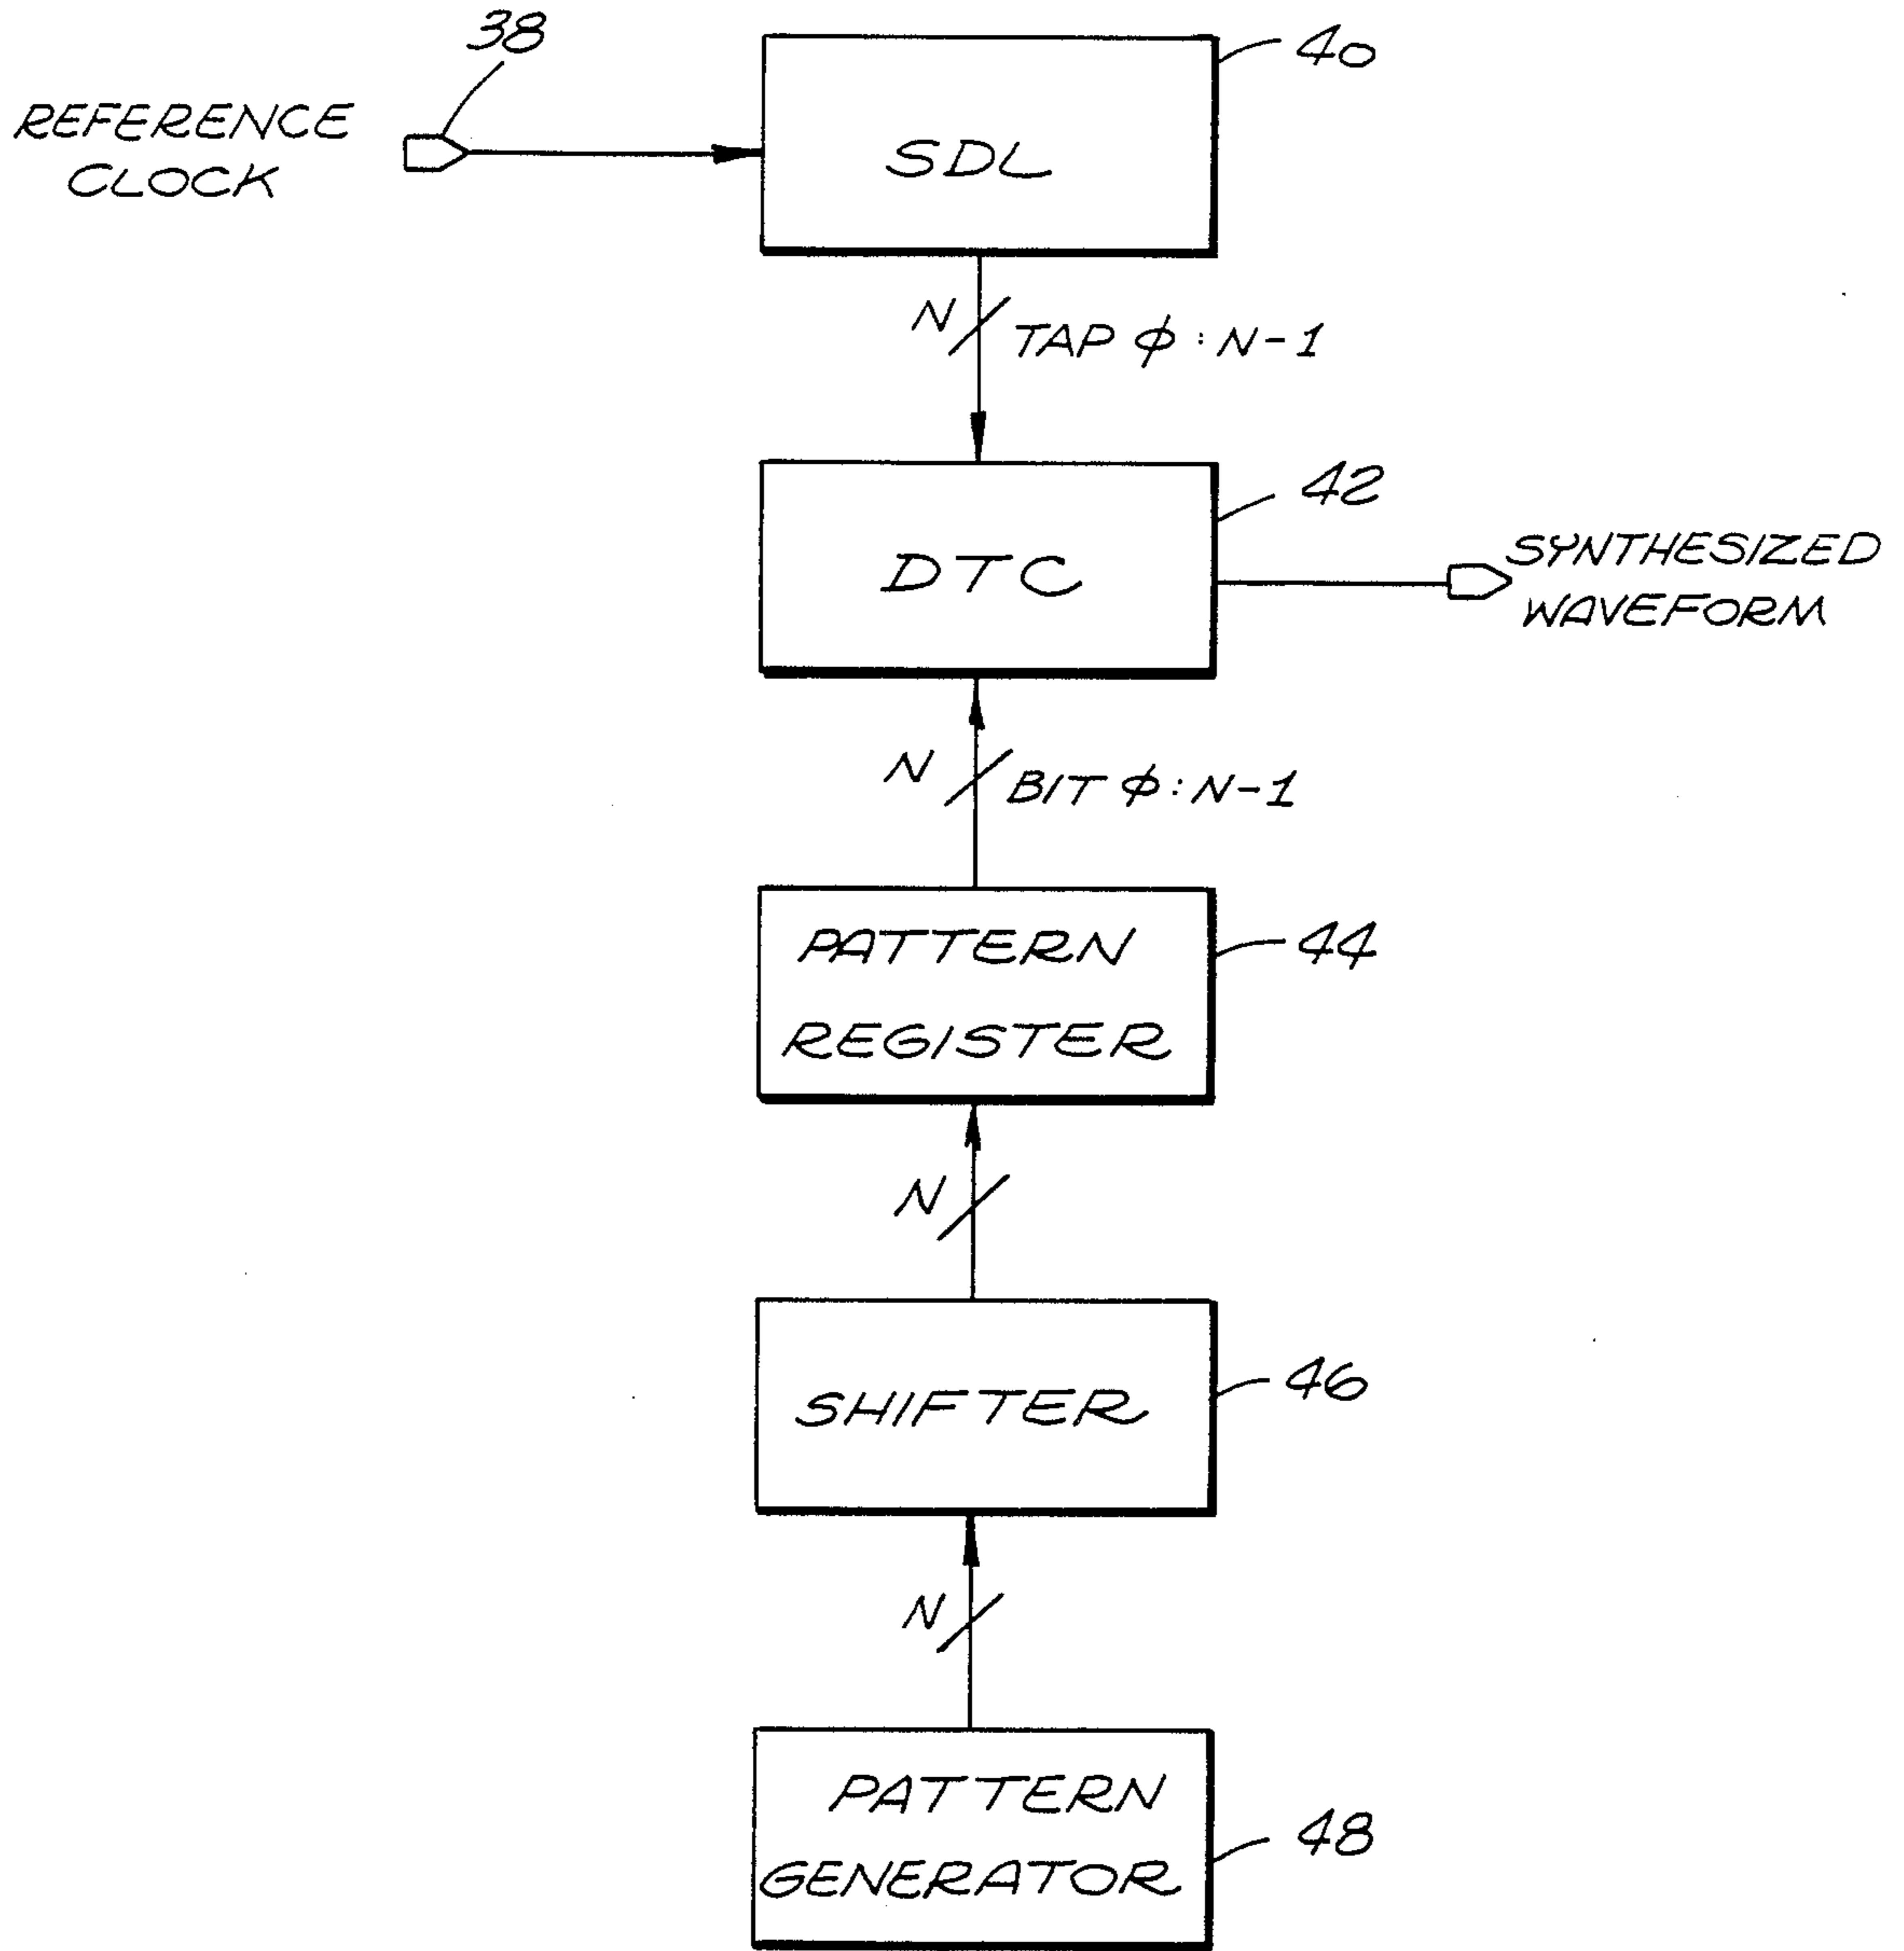 38
40
REFERENCE
CLOCK
SDL
N
TAP ϕ : N-1
42
DTC
SYNTHESIZED
WAVEFORM
N
BIT ϕ : N-1
PATTERN
REGISTER
44
N
SHIFTER
46
N
PATTERN
GENERATOR
48